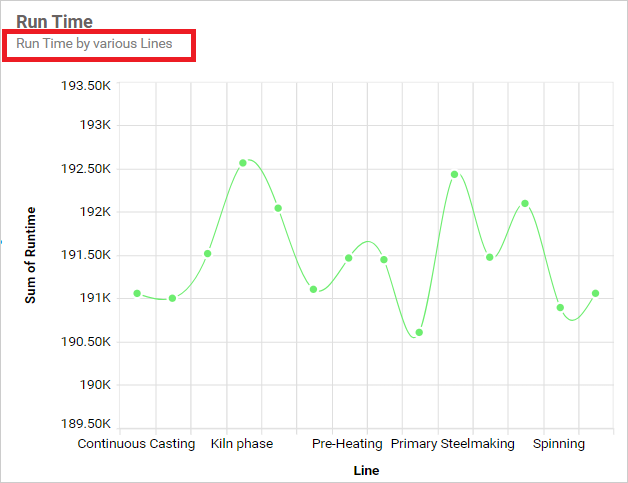 Run Time
Run Time by various Lines
193.50K
193K
192.50K
192K
191.50K
191K
190.50K
190K
189.50K
Sum of Runtime
Continuous Casting
Kiln phase
Pre-Heating
Primary Steelmaking
Spinning
Line